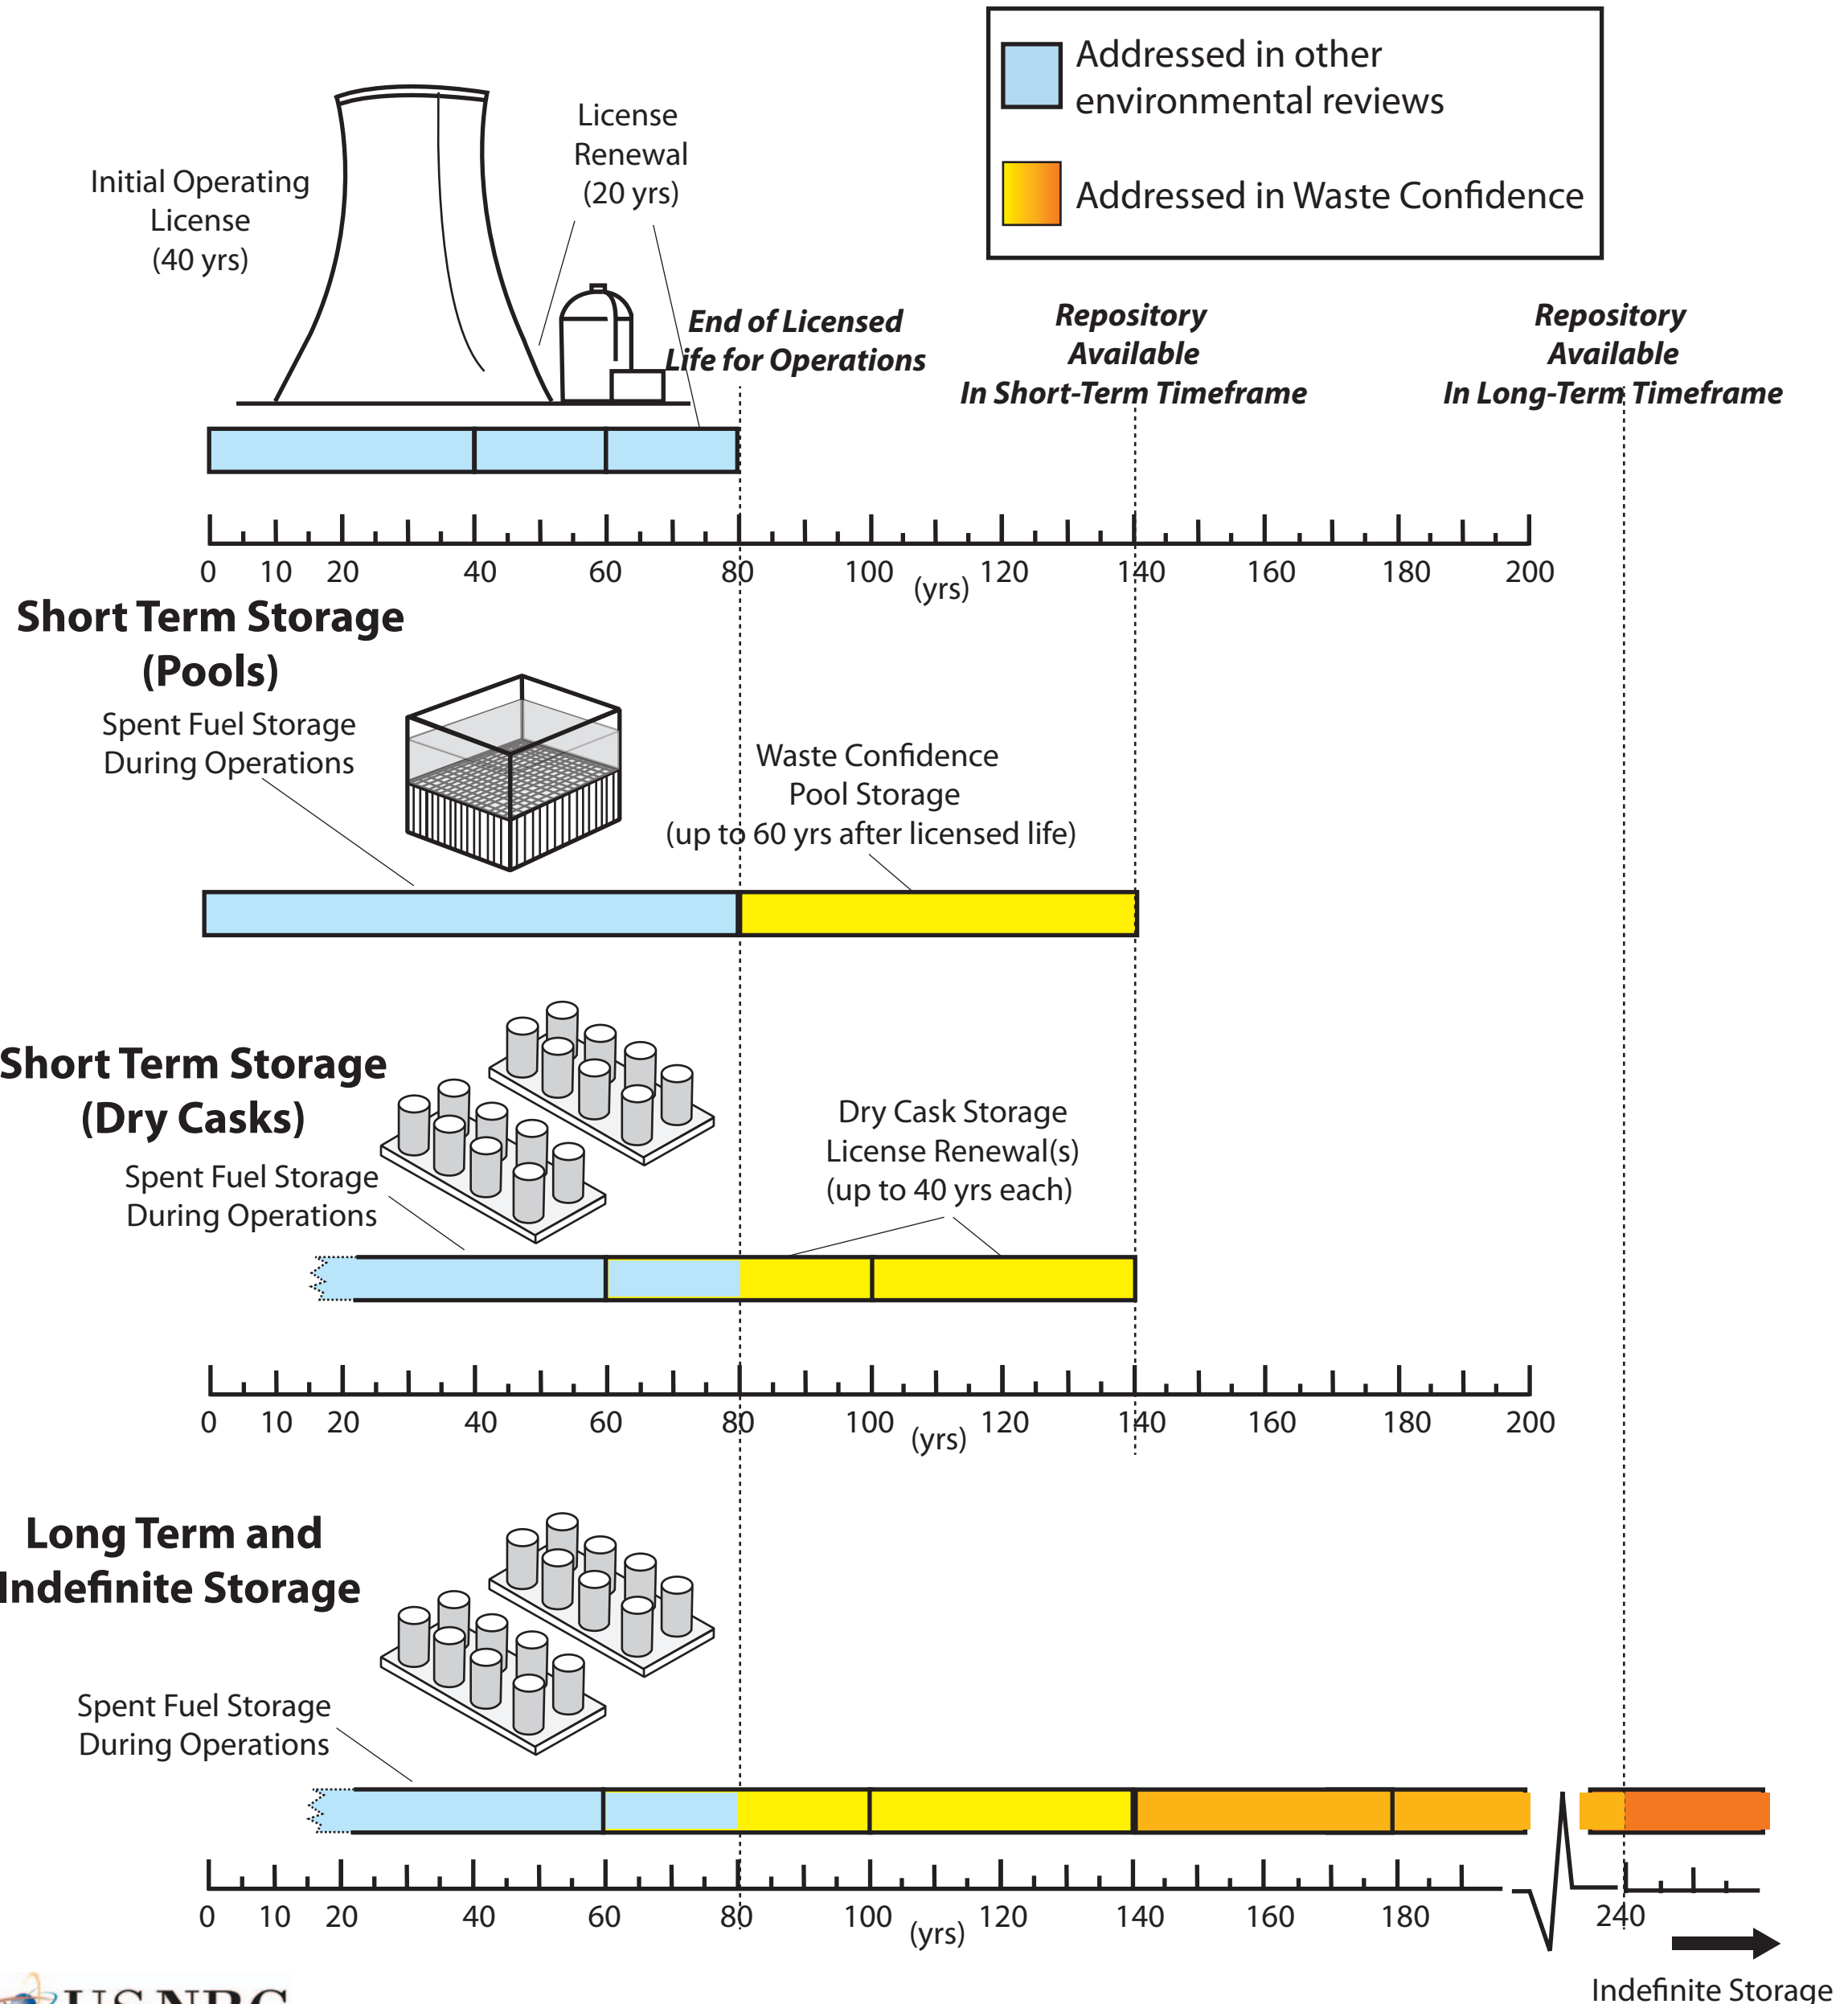 Addressed in other
environmental reviews
Addressed in Waste Confidence
Initial Operating
License
(40 yrs)
License
Renewal
(20 yrs)
End of Licensed
Life for Operations
Repository
Available
In Short-Term Timeframe
Repository
Available
In Long-Term Timeframe
0 10 20 40 60 80 100 120 140 160 180 200
(yrs)
Short Term Storage
(Pools)
Spent Fuel Storage
During Operations
Waste Confidence
Pool Storage
(up to 60 yrs after licensed life)
Short Term Storage
(Dry Casks)
Spent Fuel Storage
During Operations
Dry Cask Storage
License Renewal(s)
(up to 40 yrs each)
0 10 20 40 60 80 100 120 140 160 180 200
(yrs)
Long Term and
Indefinite Storage
Spent Fuel Storage
During Operations
0 10 20 40 60 80 100 120 140 160 180 240
(yrs)
Indefinite Storage
U.S.NRC